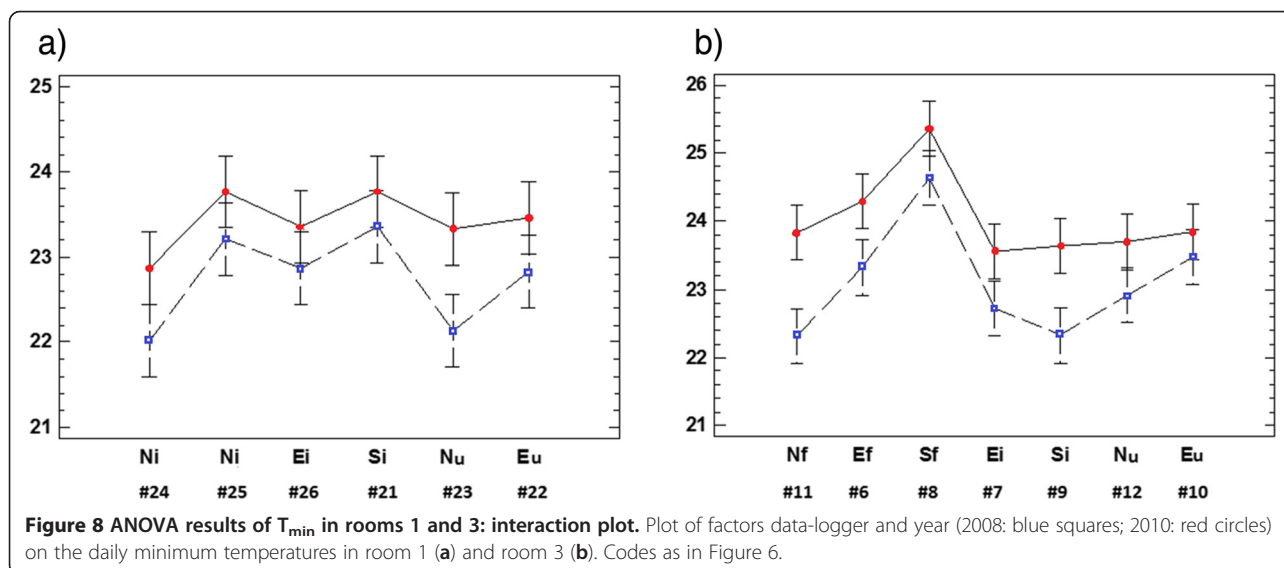 a)
25
24
23
22
21
Ni Ni Ei Si Nu Eu
#24 #25 #26 #21 #23 #22
b)
26
25
24
23
22
21
Nf Ef Sf Ei Si Nu Eu
#11 #6 #8 #7 #9 #12 #10
Figure 8 ANOVA results of Tmin in rooms 1 and 3: interaction plot. Plot of factors data-logger and year (2008: blue squares; 2010: red circles)
on the daily minimum temperatures in room 1 (a) and room 3 (b). Codes as in Figure 6.